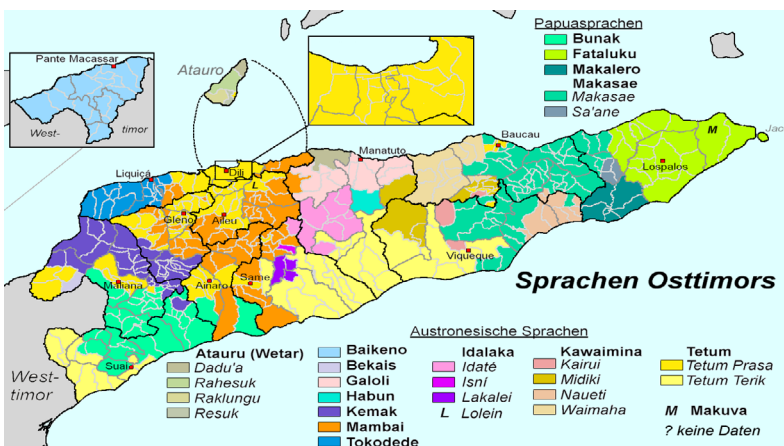 Pante Macassar
West-
timor
Atauro
Papuasprachen
Bunak
Fataluku
Makalero
Makasae
Makasae
Sa'ane
Baucau
Manatuto
M
Jaco
Lospalos
Liquiçá
Dili
L
Gleno
Aileu
Viqueque
Maliana
Ainaro
Same
Sprachen Osttimors
Suai
West-
timor
Austronesische Sprachen
Atauru (Wetar)
Dadu'a
Rahesuk
Raklungu
Resuk
Baikeno
Bekais
Galoli
Habun
Kemak
Mambai
Tokodede
Idalaka
Idaté
Isní
Lakalei
L Lolein
Kawaimina
Kairui
Midiki
Naueti
Waimaha
Tetum
Tetum Prasa
Tetum Terik
M Makuva
? keine Daten